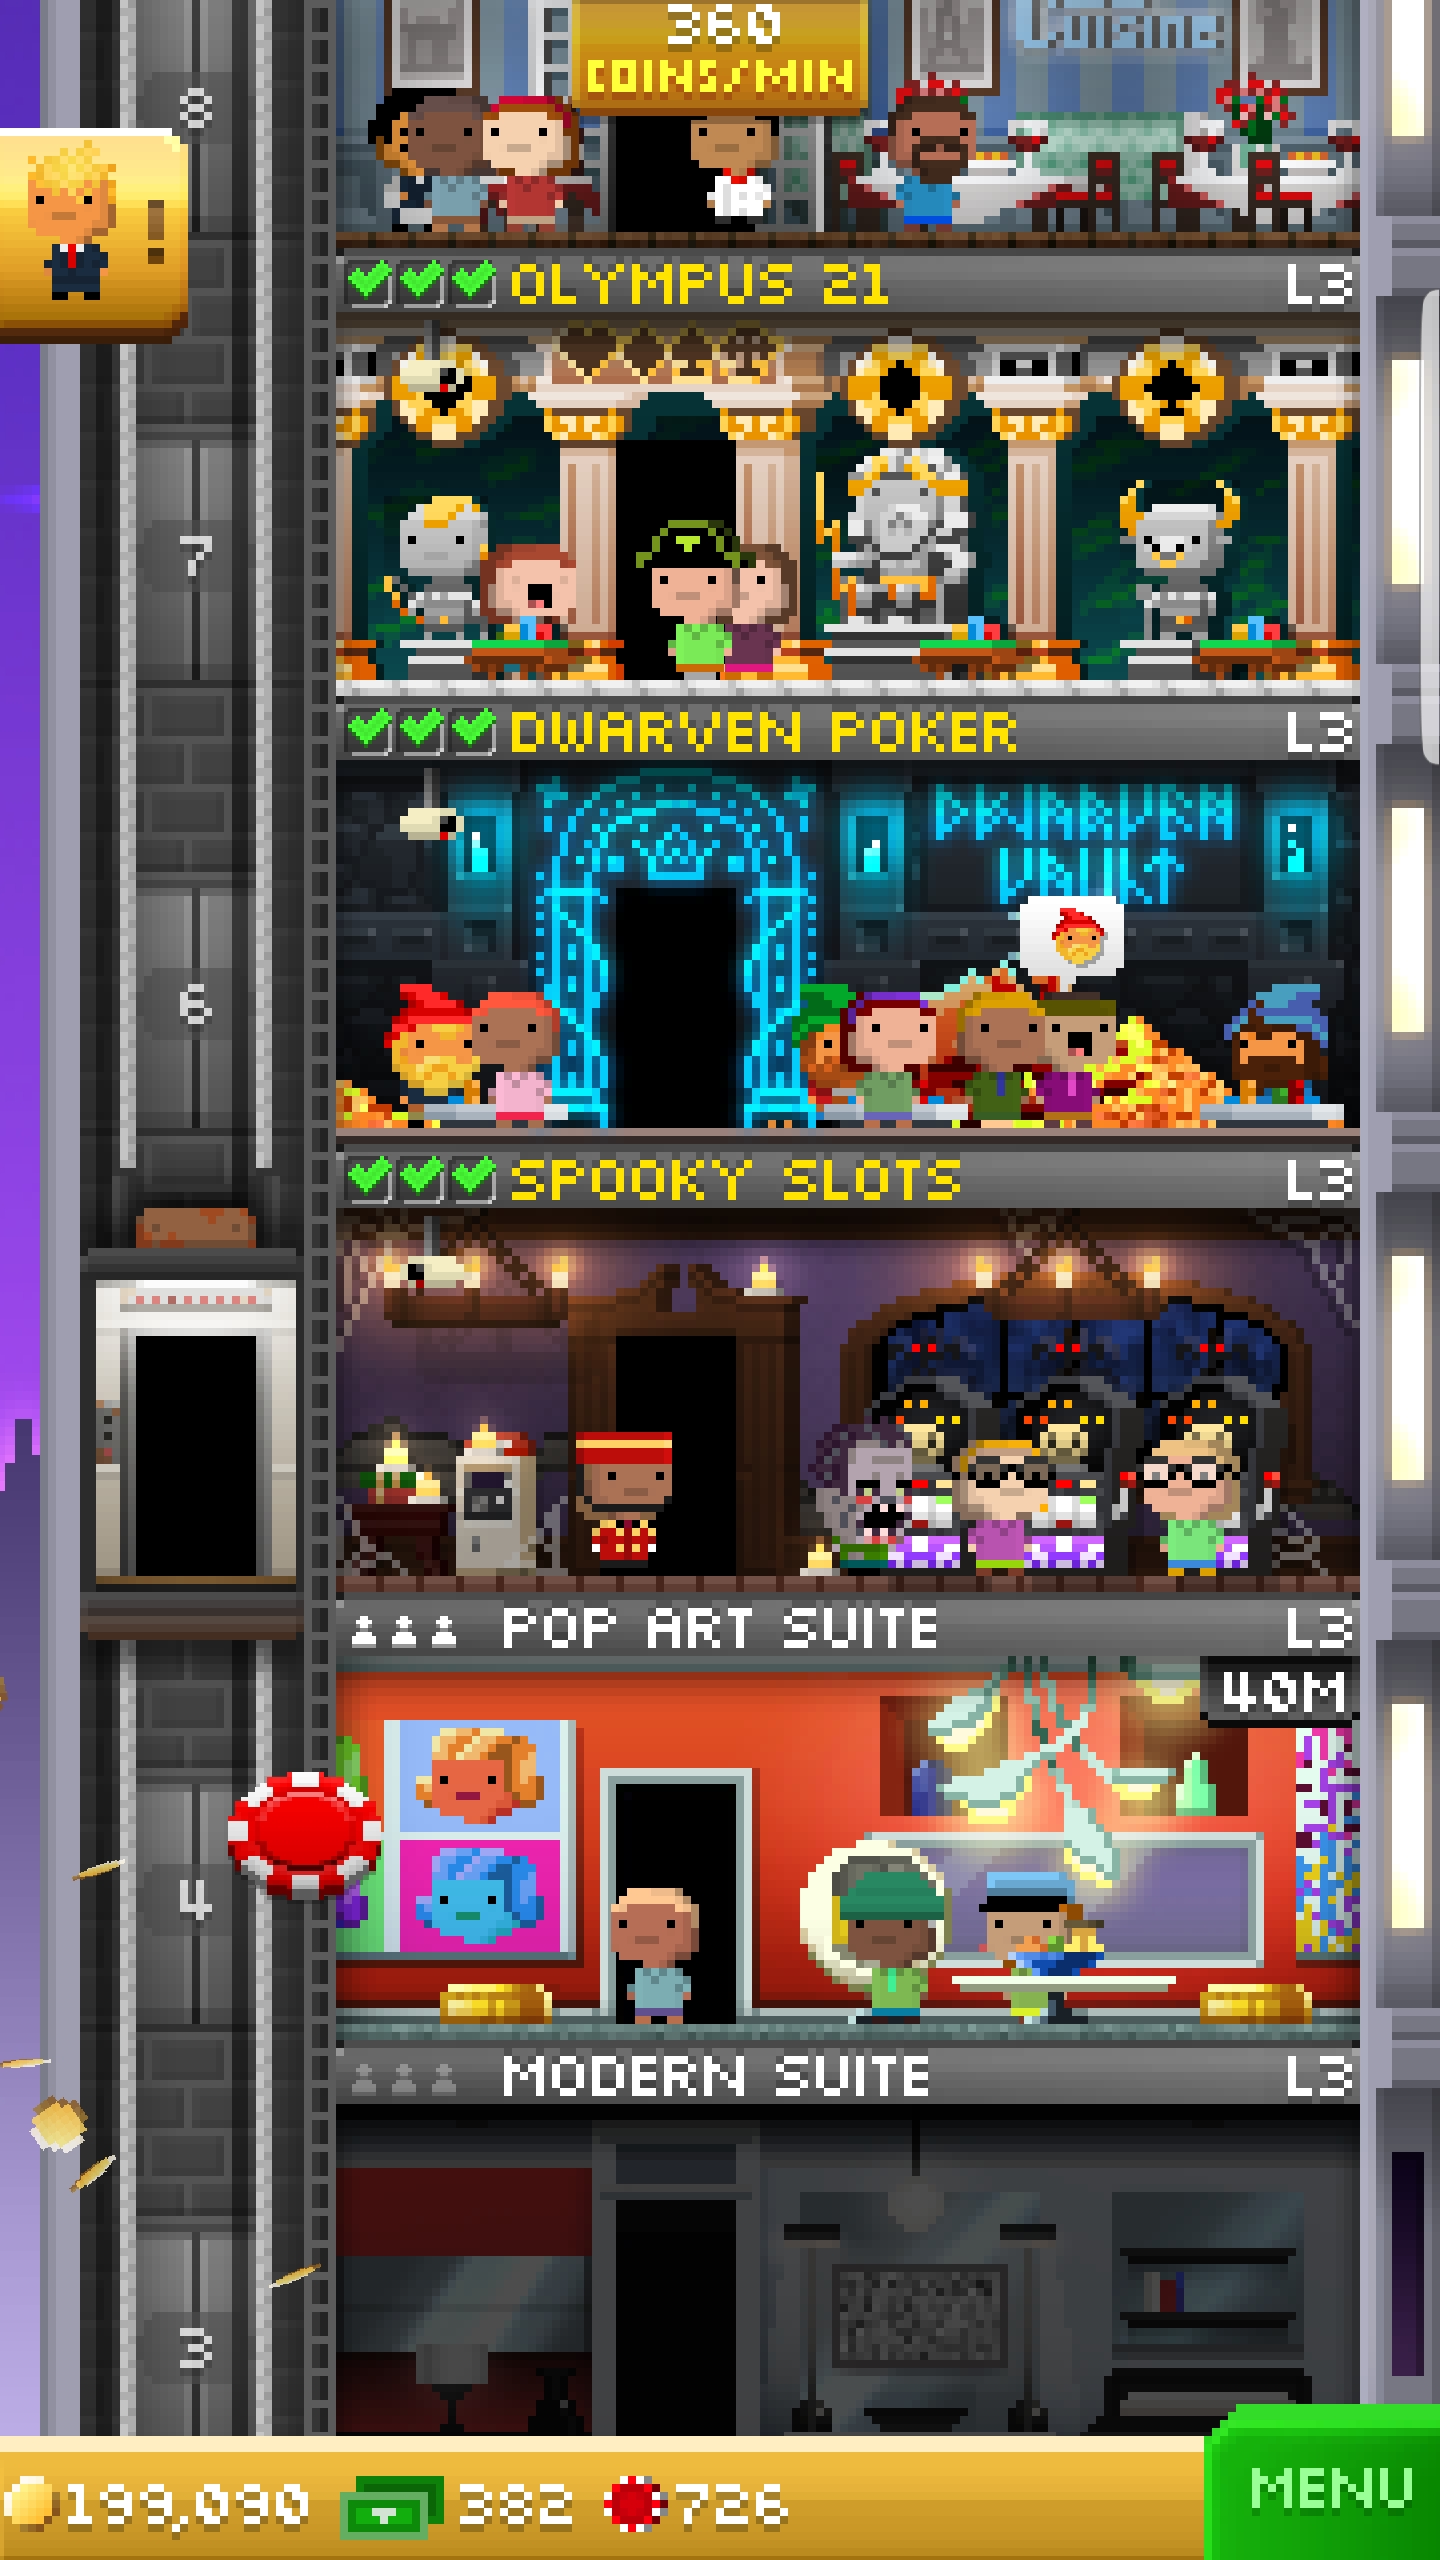 Cuisine
360
COINS/MIN
8
!
OLYMPUS 21
L3
7
DWARVEN POKER
L3
DWARVEN
VAULT
6
SPOOKY SLOTS
L3
POP ART SUITE
L3
40M
4
MODERN SUITE
L3
3
199,090
382
726
MENU